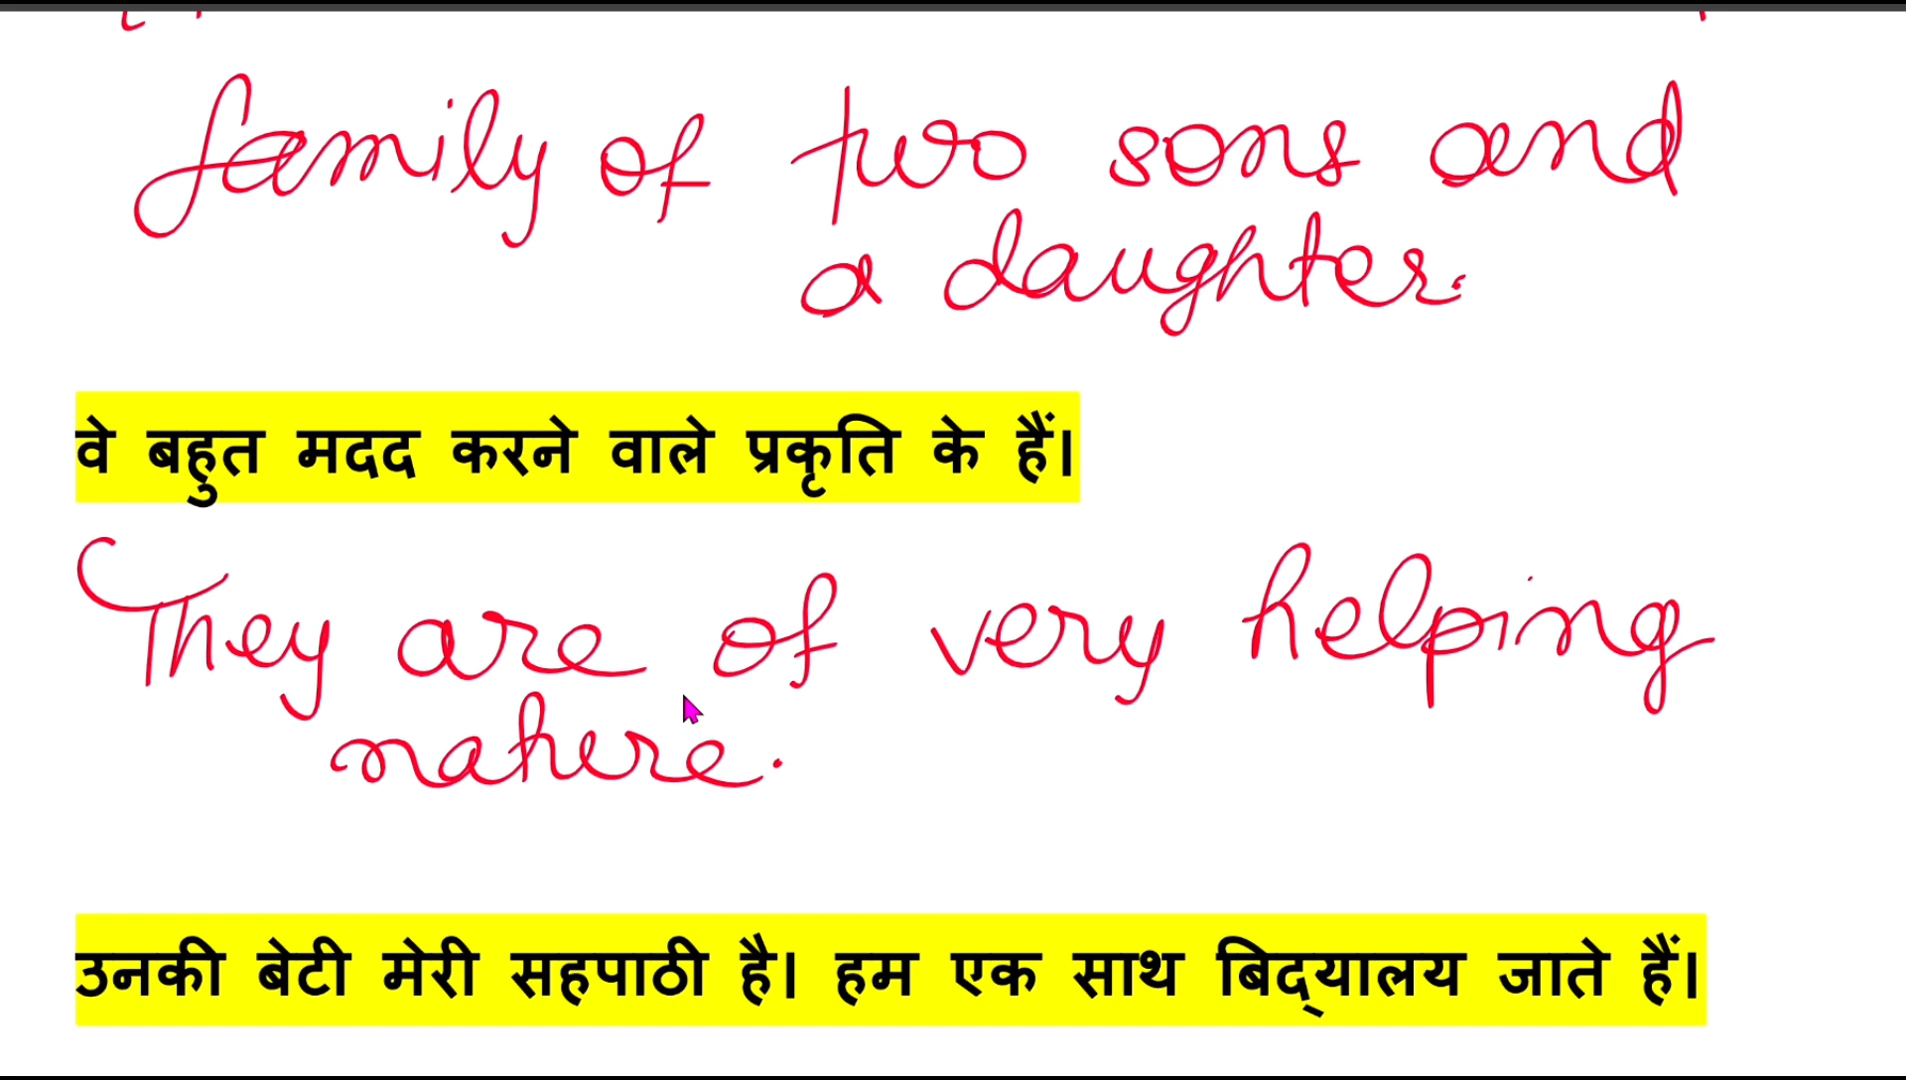 family of two sons and
a daughter.
वे बहुत मदद करने वाले प्रकृति के हैं।
They are of very helping
nature.
उनकी बेटी मेरी सहपाठी है। हम एक साथ बिद्यालय जाते हैं।